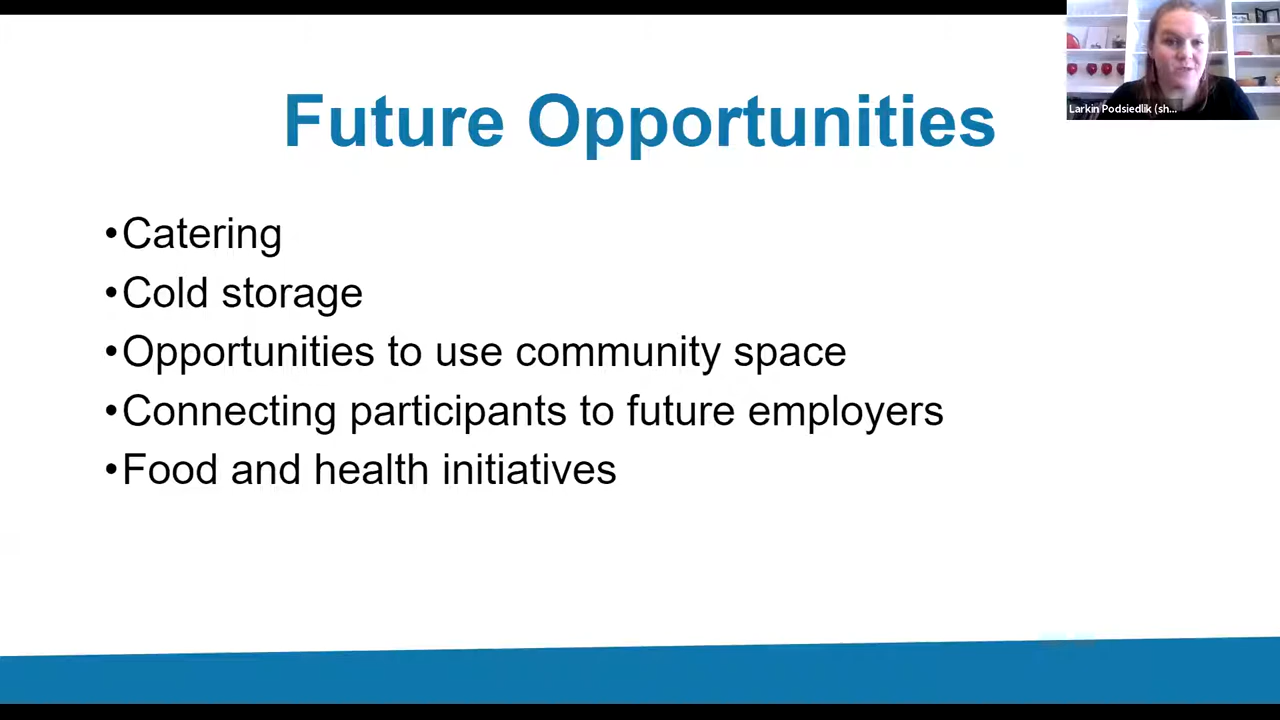 Larkin Podsiedlik (sh...
Future Opportunities
•Catering
•Cold storage
•Opportunities to use community space
•Connecting participants to future employers
•Food and health initiatives